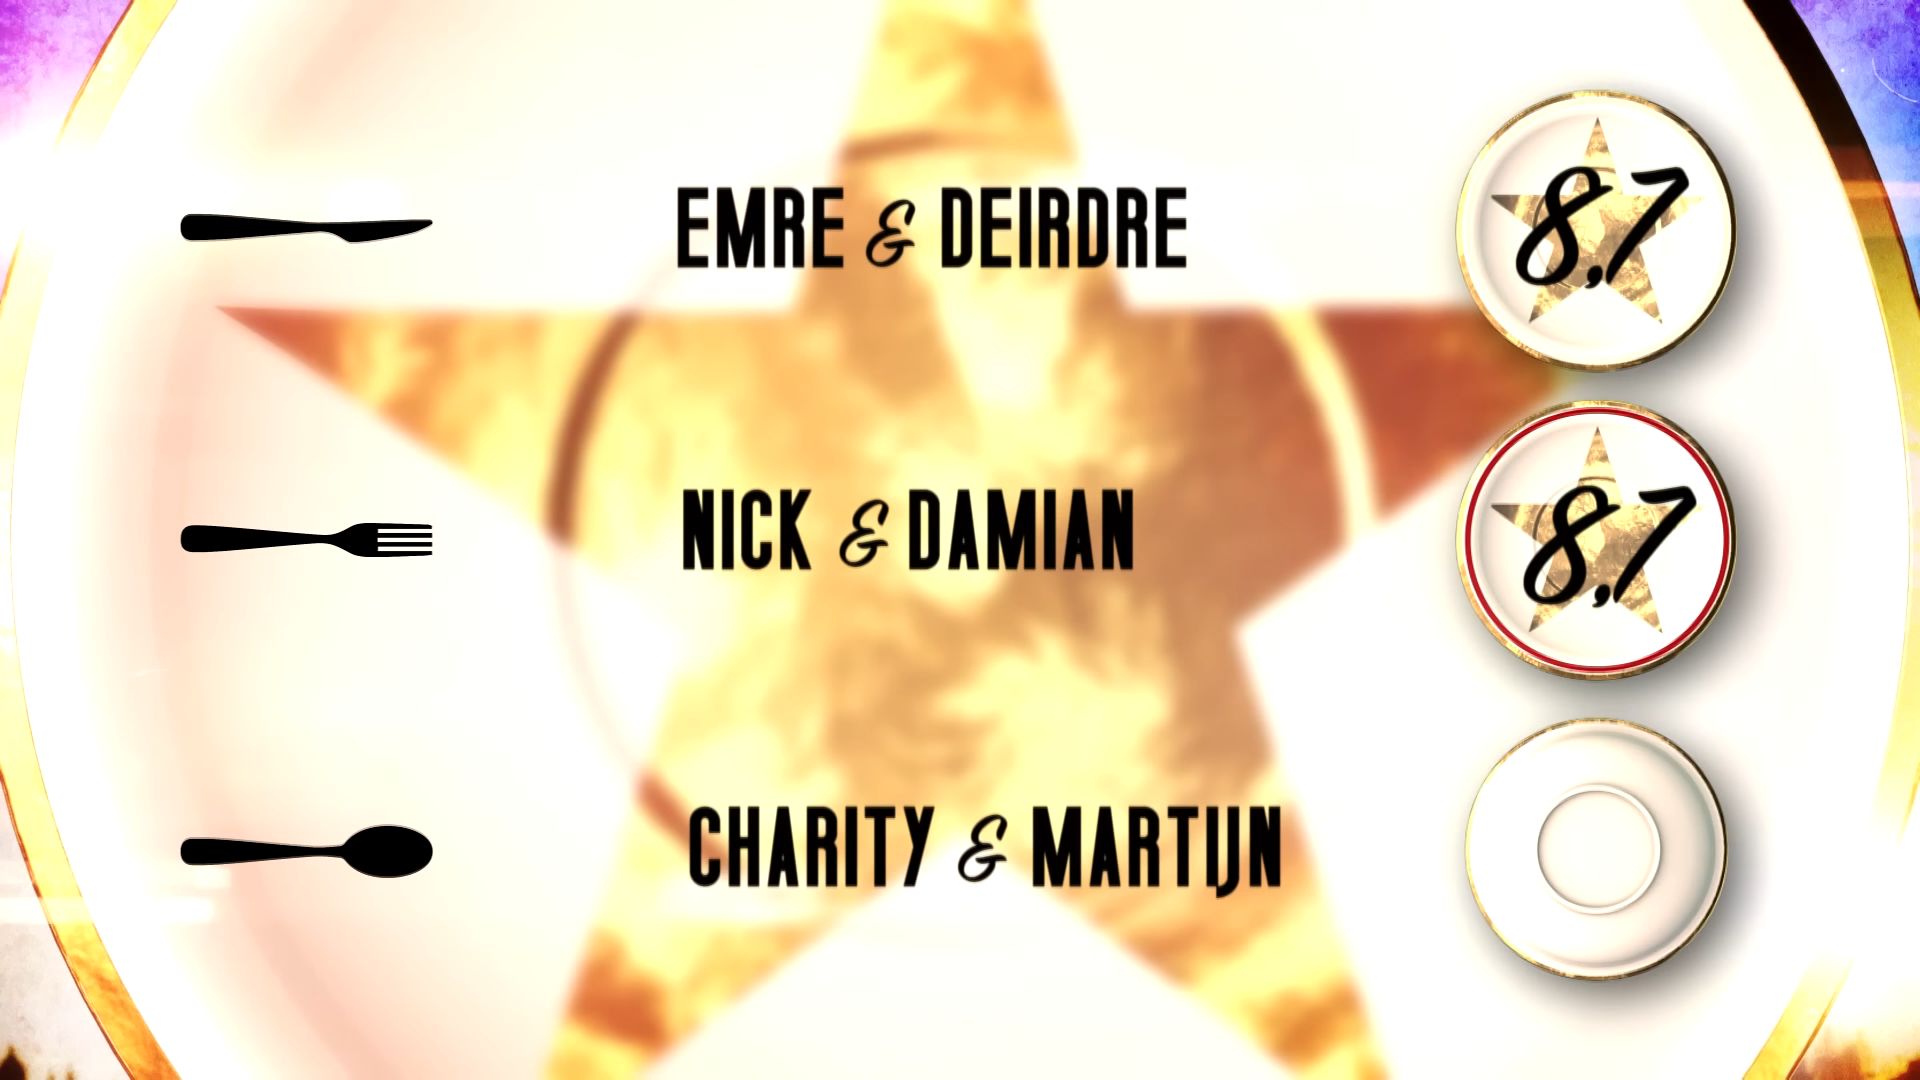 EMRE & DEIRDRE
8,7
NICK & DAMIAN
8,7
CHARITY & MARTIJN